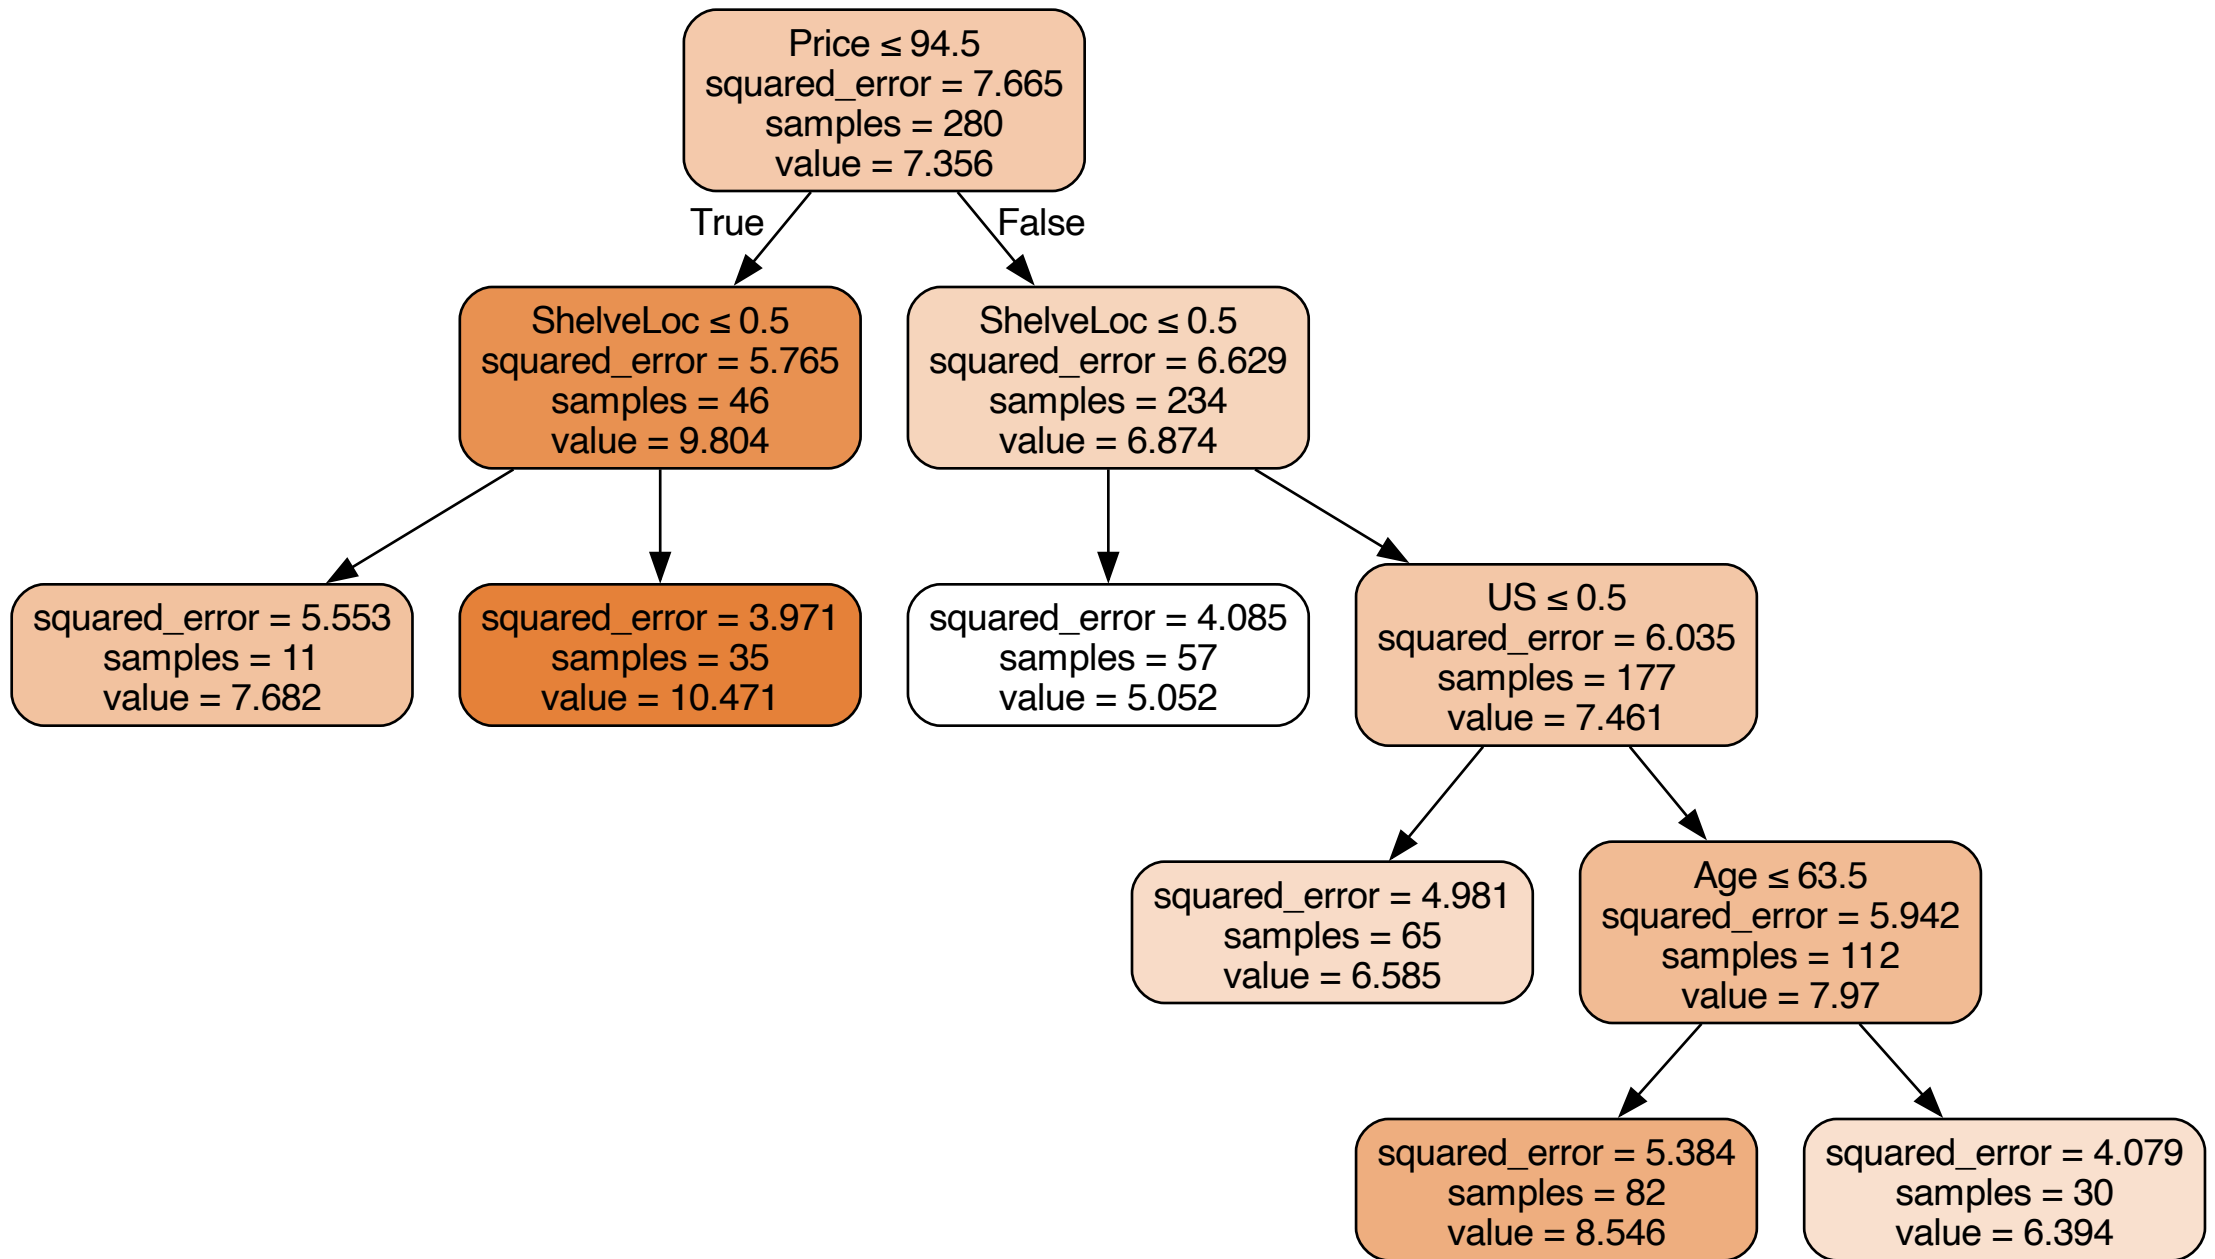 Price ≤ 94.5
squared_error = 7.665
samples = 280
value = 7.356
True
False
ShelveLoc ≤ 0.5
squared_error = 5.765
samples = 46
value = 9.804
ShelveLoc ≤ 0.5
squared_error = 6.629
samples = 234
value = 6.874
squared_error = 5.553
samples = 11
value = 7.682
squared_error = 3.971
samples = 35
value = 10.471
squared_error = 4.085
samples = 57
value = 5.052
US ≤ 0.5
squared_error = 6.035
samples = 177
value = 7.461
squared_error = 4.981
samples = 65
value = 6.585
Age ≤ 63.5
squared_error = 5.942
samples = 112
value = 7.97
squared_error = 5.384
samples = 82
value = 8.546
squared_error = 4.079
samples = 30
value = 6.394